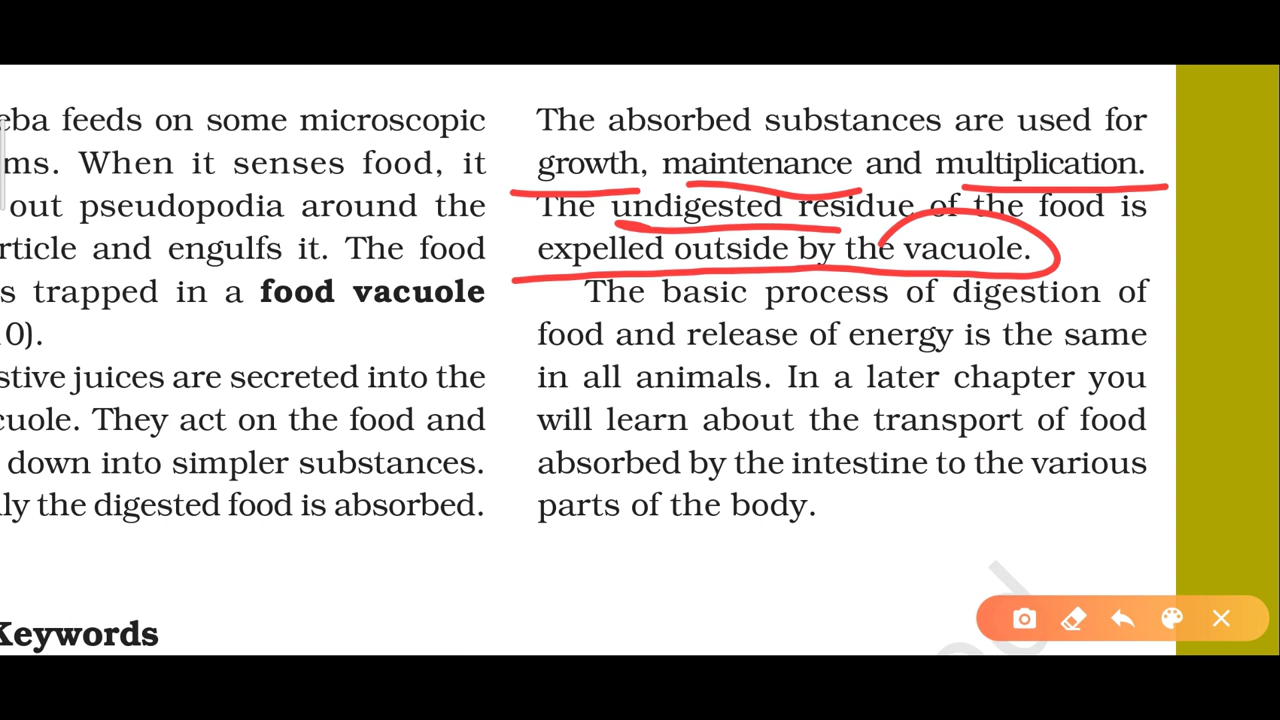 eba feeds on some microscopic
ms. When it senses food, it
out pseudopodia around the
rticle and engulfs it. The food
s trapped in a food vacuole
0).
stive juices are secreted into the
cuole. They act on the food and
down into simpler substances.
lly the digested food is absorbed.
The absorbed substances are used for
growth, maintenance and multiplication.
The undigested residue of the food is
expelled outside by the vacuole.
The basic process of digestion of
food and release of energy is the same
in all animals. In a later chapter you
will learn about the transport of food
absorbed by the intestine to the various
parts of the body.
Keywords